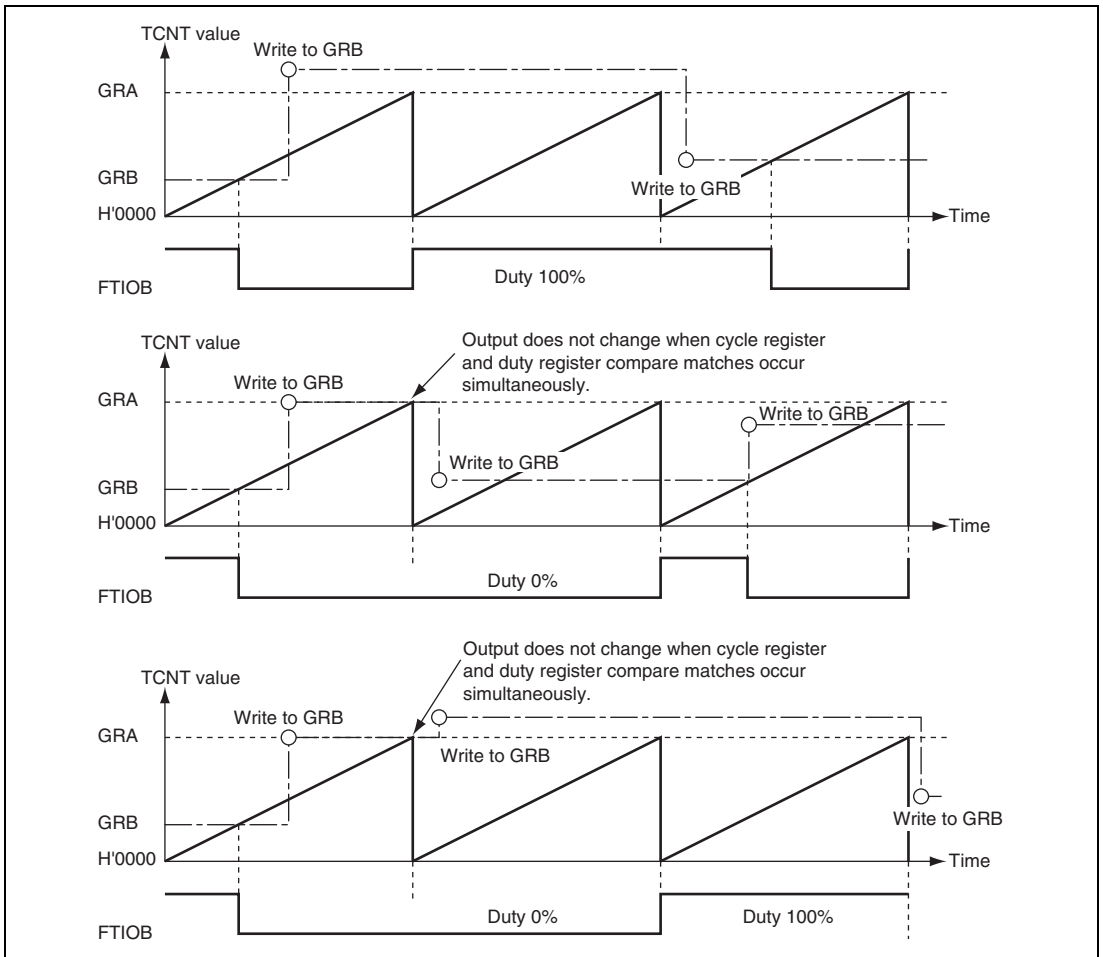 TCNT value
Write to GRB
GRA
GRB
Write to GRB
H'0000
Time
Duty 100%
FTIOB
Output does not change when cycle register
and duty register compare matches occur
simultaneously.
TCNT value
Write to GRB
GRA
Write to GRB
Write to GRB
GRB
H'0000
Time
Duty 0%
FTIOB
Output does not change when cycle register
and duty register compare matches occur
simultaneously.
TCNT value
Write to GRB
GRA
Write to GRB
GRB
Write to GRB
H'0000
Time
Duty 0%
Duty 100%
FTIOB